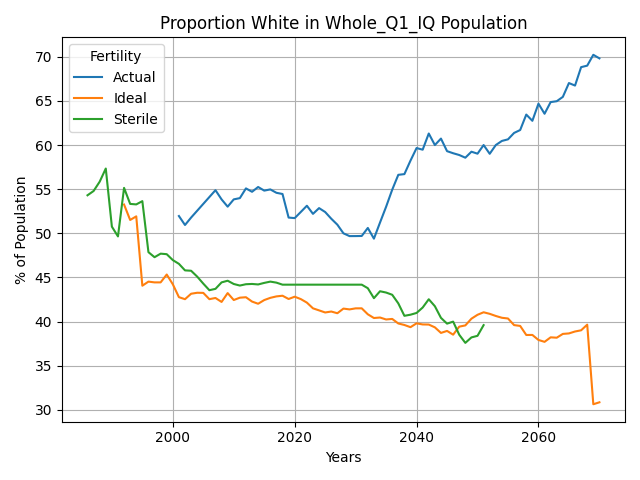 Proportion White in Whole_Q1_IQ Population
Fertility
Actual
Ideal
Sterile
70
65
60
55
50
45
40
35
30
% of Population
2000
2020
2040
2060
Years